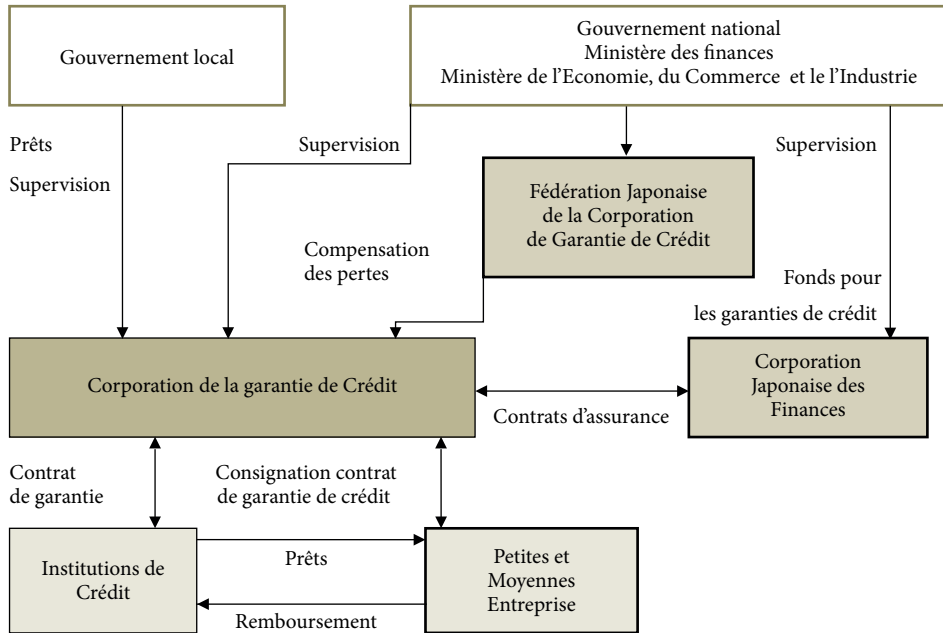 Gouvernement local
Gouvernement national
Ministère des finances
Ministère de l'Economie, du Commerce et le l'Industrie
Prêts
Supervision
Supervision
Supervision
Fédération Japonaise
de la Corporation
de Garantie de Crédit
Compensation
des pertes
Fonds pour
les garanties de crédit
Corporation de la garantie de Crédit
Corporation
Japonaise des
Finances
Contrats d'assurance
Contrat
de garantie
Consignation contrat
de garantie de crédit
Institutions de
Crédit
Prêts
Remboursement
Petites et
Moyennes
Entreprise